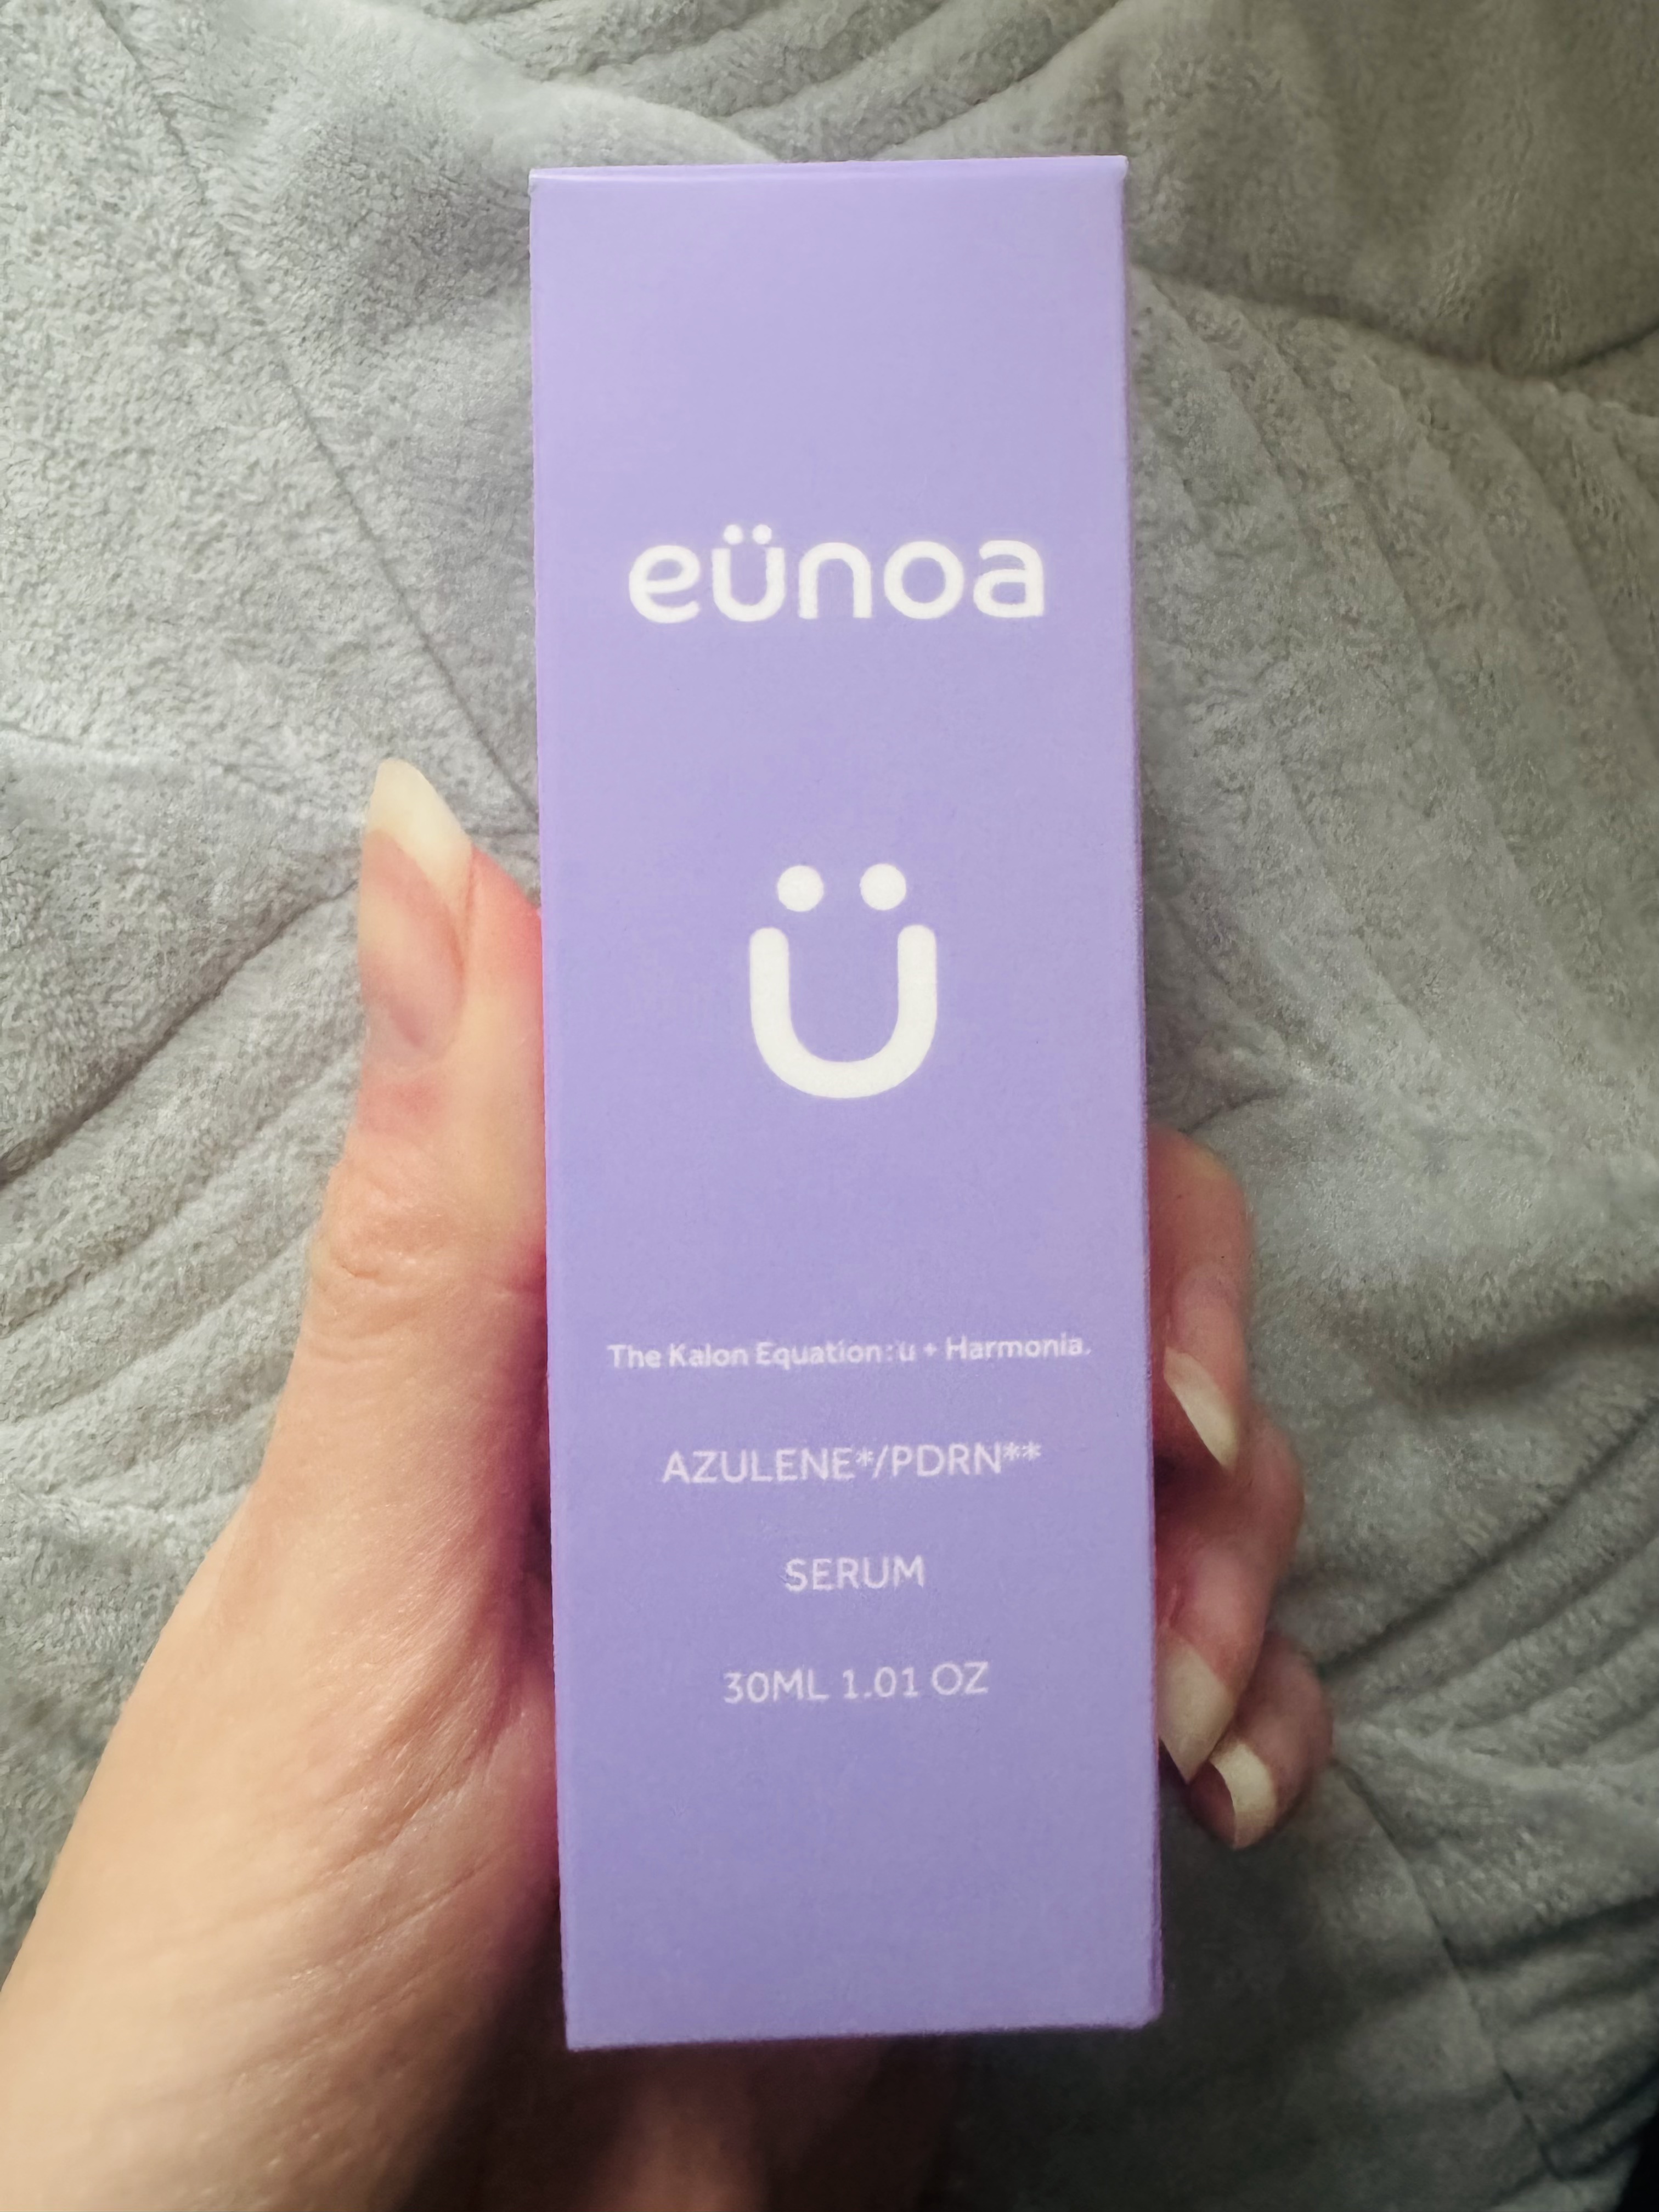 eünoa
ü
The Kalon Equation: ü + Harmonia.
AZULENE*/PDRN**
SERUM
30ML 1.01 OZ